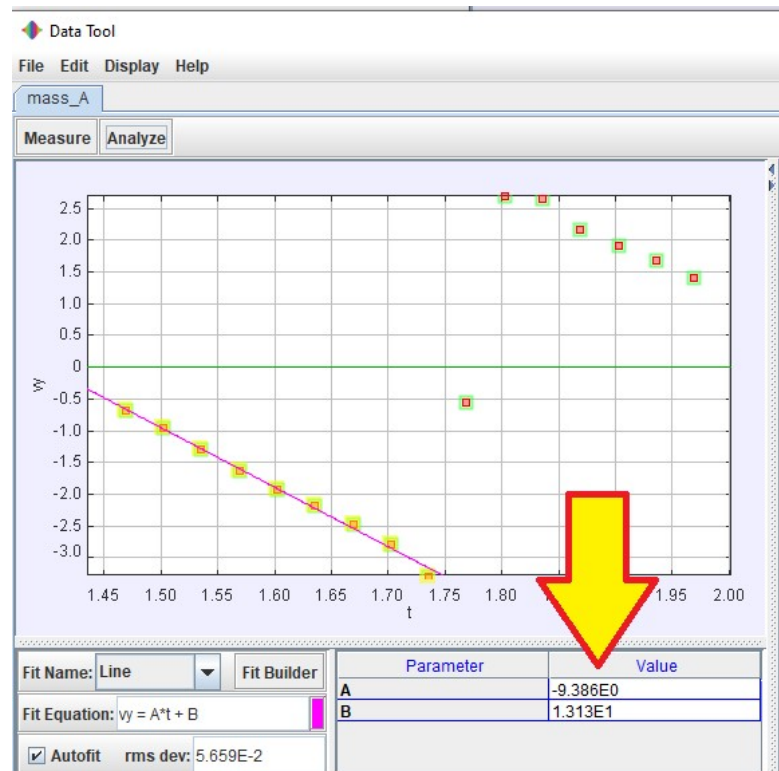 Data Tool
File Edit Display Help
mass_A
Measure Analyze
2.5
2.0
1.5
1.0
0.5
0
-0.5
-1.0
-1.5
-2.0
-2.5
-3.0
vy
1.45 1.50 1.55 1.60 1.65 1.70 1.75 1.80 1.95 2.00
t
Fit Name: Line Fit Builder
Fit Equation: vy = A*t + B
Autofit rms dev: 5.659E-2
Parameter Value
A -9.386E0
B 1.313E1